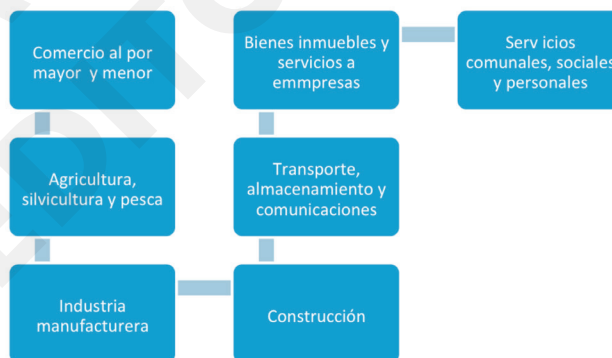 Comercio al por
mayor y menor
Agricultura,
silvicultura y pesca
Industria
manufacturera
Construcción
Transporte,
almacenamiento y
comunicaciones
Bienes inmuebles y
servicios a
emmpresas
Serv icios
comunales, sociales
y personales